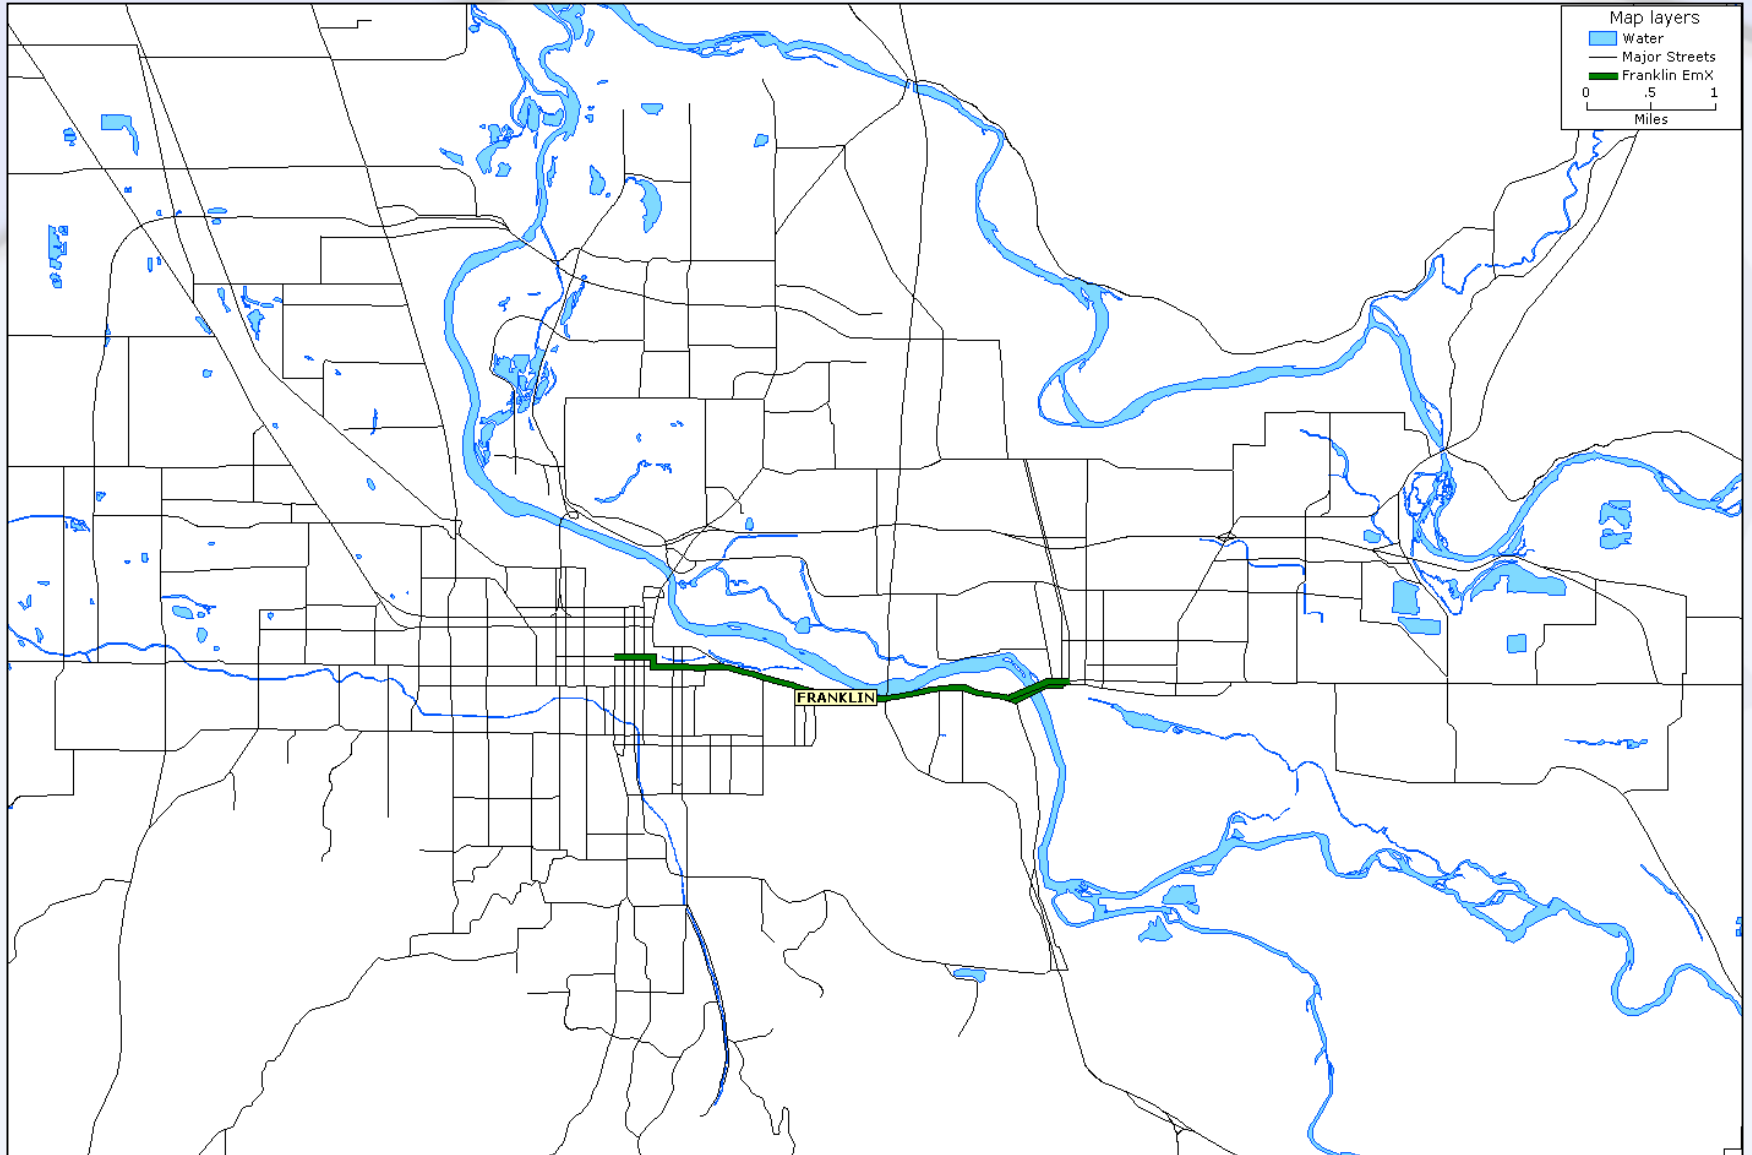 Map layers
Water
Major Streets
Franklin EmX
0 .5 1
Miles
FRANKLIN